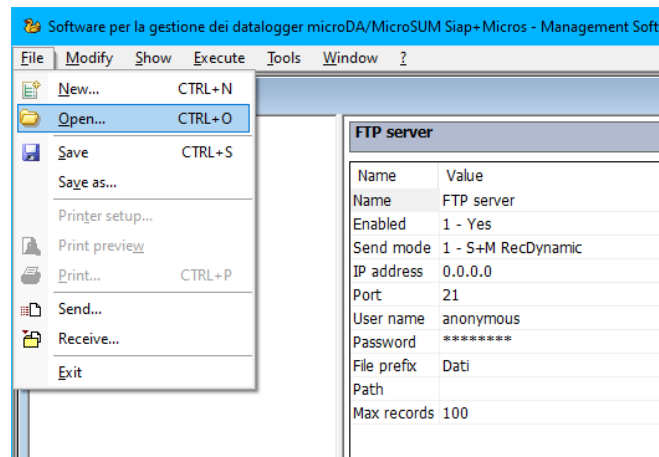 Software per la gestione dei datalogger microDA/MicroSUM Siap+Micros - Management Soft
File Modify Show Execute Tools Window ?
New... CTRL+N
Open... CTRL+O
Save CTRL+S
Save as...
Printer setup...
Print preview
Print... CTRL+P
Send...
Receive...
Exit
FTP server
Name Value
Name FTP server
Enabled 1 - Yes
Send mode 1 - S+M RecDynamic
IP address 0.0.0.0
Port 21
User name anonymous
Password ********
File prefix Dati
Path
Max records 100